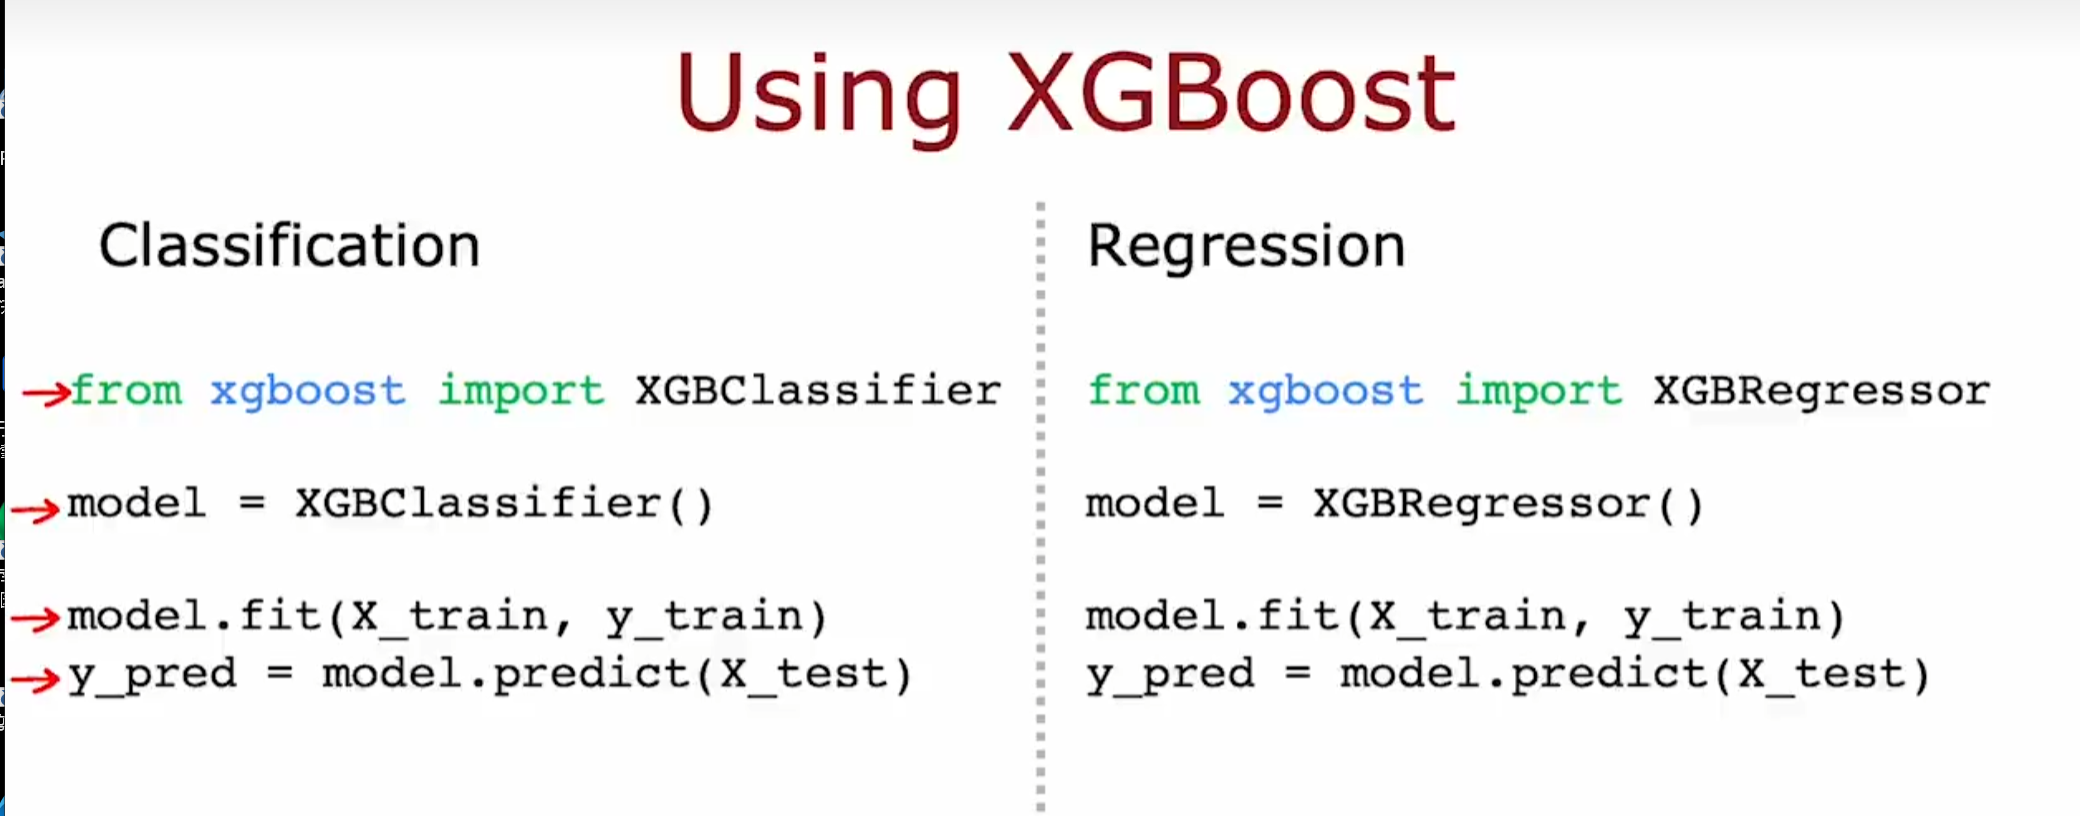 Using XGBoost
Classification
from xgboost import XGBClassifier
model = XGBClassifier()
model.fit(X_train, y_train)
y_pred = model.predict(X_test)
Regression
from xgboost import XGBRegressor
model = XGBRegressor()
model.fit(X_train, y_train)
y_pred = model.predict(X_test)